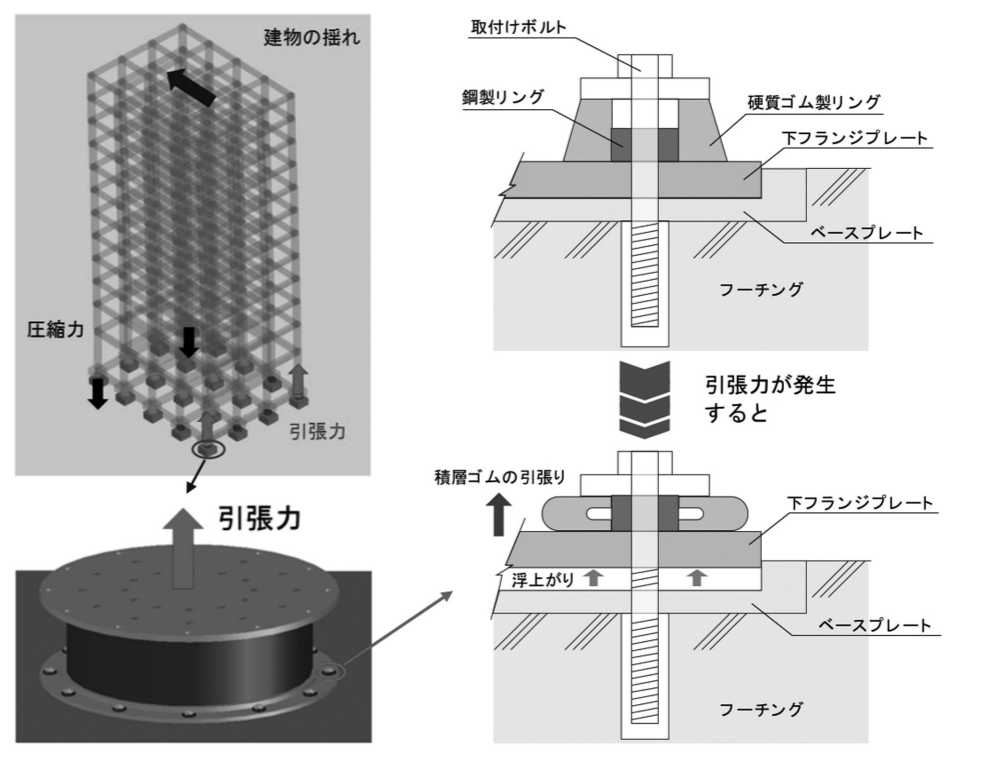 建物の揺れ
圧縮力
引張力
引張力
取付けボルト
鋼製リング
硬質ゴム製リング
下フランジプレート
ベースプレート
フーチング
引張力が発生
すると
積層ゴムの引張り
下フランジプレート
浮上がり
ベースプレート
フーチング